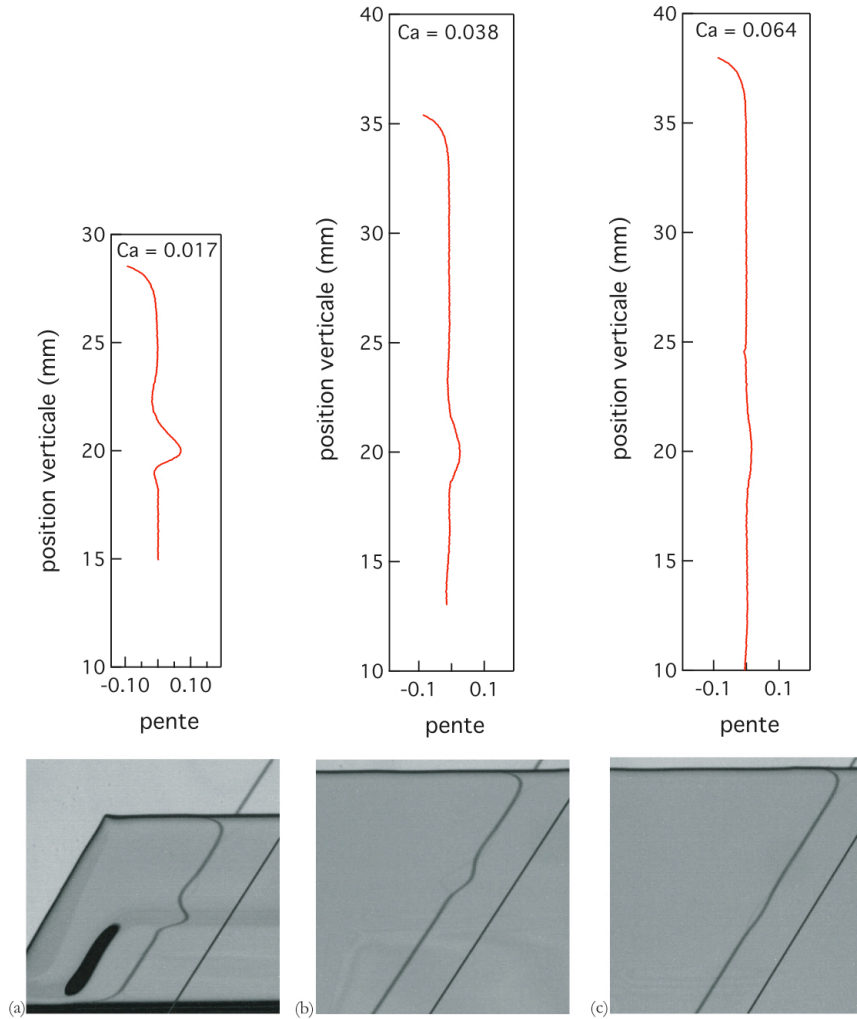 Ca = 0.017
30
25
20
15
10
position verticale (mm)
-0.10
0.10
pente
Ca = 0.038
40
35
30
25
20
15
10
position verticale (mm)
-0.1
0.1
pente
Ca = 0.064
40
35
30
25
20
15
10
position verticale (mm)
-0.1
0.1
pente
(a)
(b)
(c)